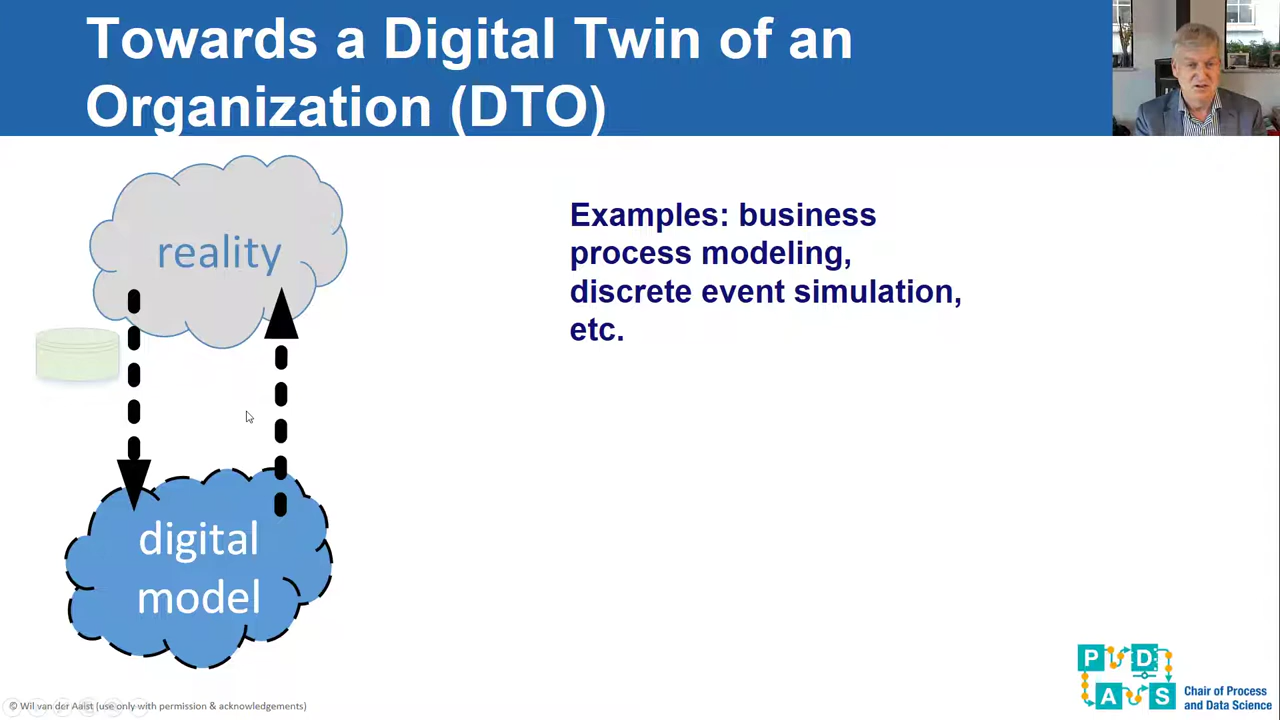 Towards a Digital Twin of an
Organization (DTO)
reality
Examples: business
process modeling,
discrete event simulation,
etc.
digital
model
P D
A S
Chair of Process
and Data Science
© Wil van der Aalst (use only with permission & acknowledgements)